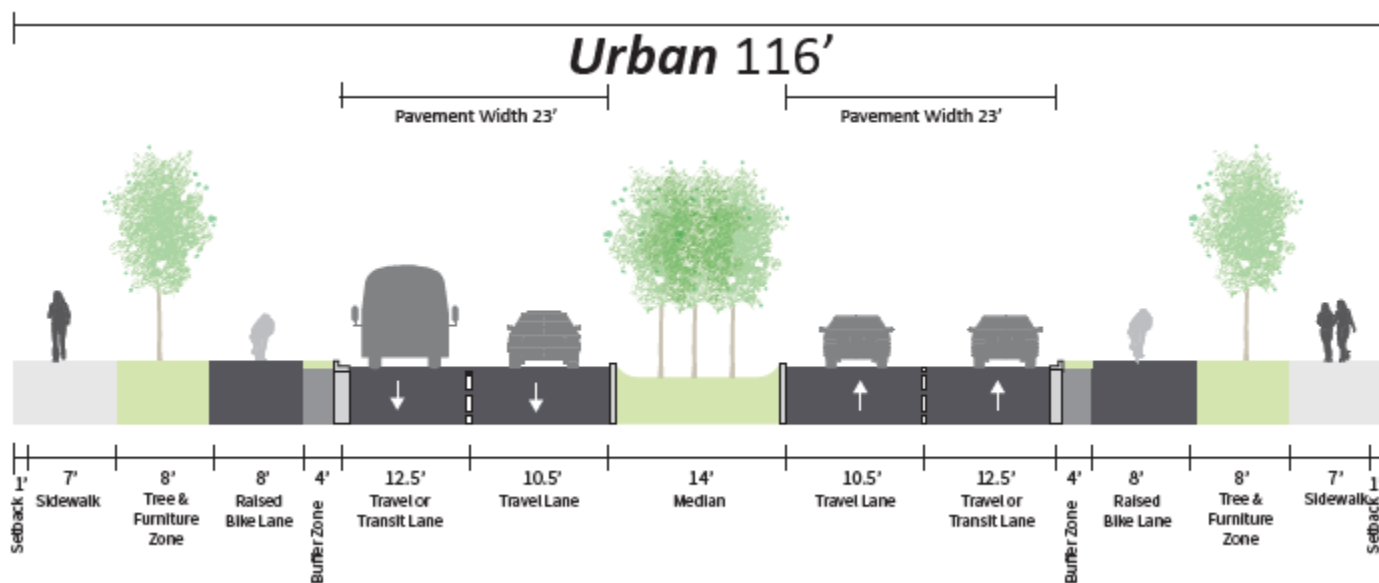 Urban 116’
Pavement Width 23’
Pavement Width 23’
1’
Setback
7’
Sidewalk
8’
Tree &
Furniture
Zone
8’
Raised
Bike Lane
4’
Buffer Zone
12.5’
Travel or
Transit Lane
10.5’
Travel Lane
14’
Median
10.5’
Travel Lane
12.5’
Travel or
Transit Lane
4’
Buffer Zone
8’
Raised
Bike Lane
8’
Tree &
Furniture
Zone
7’
Sidewalk
1’
Setback